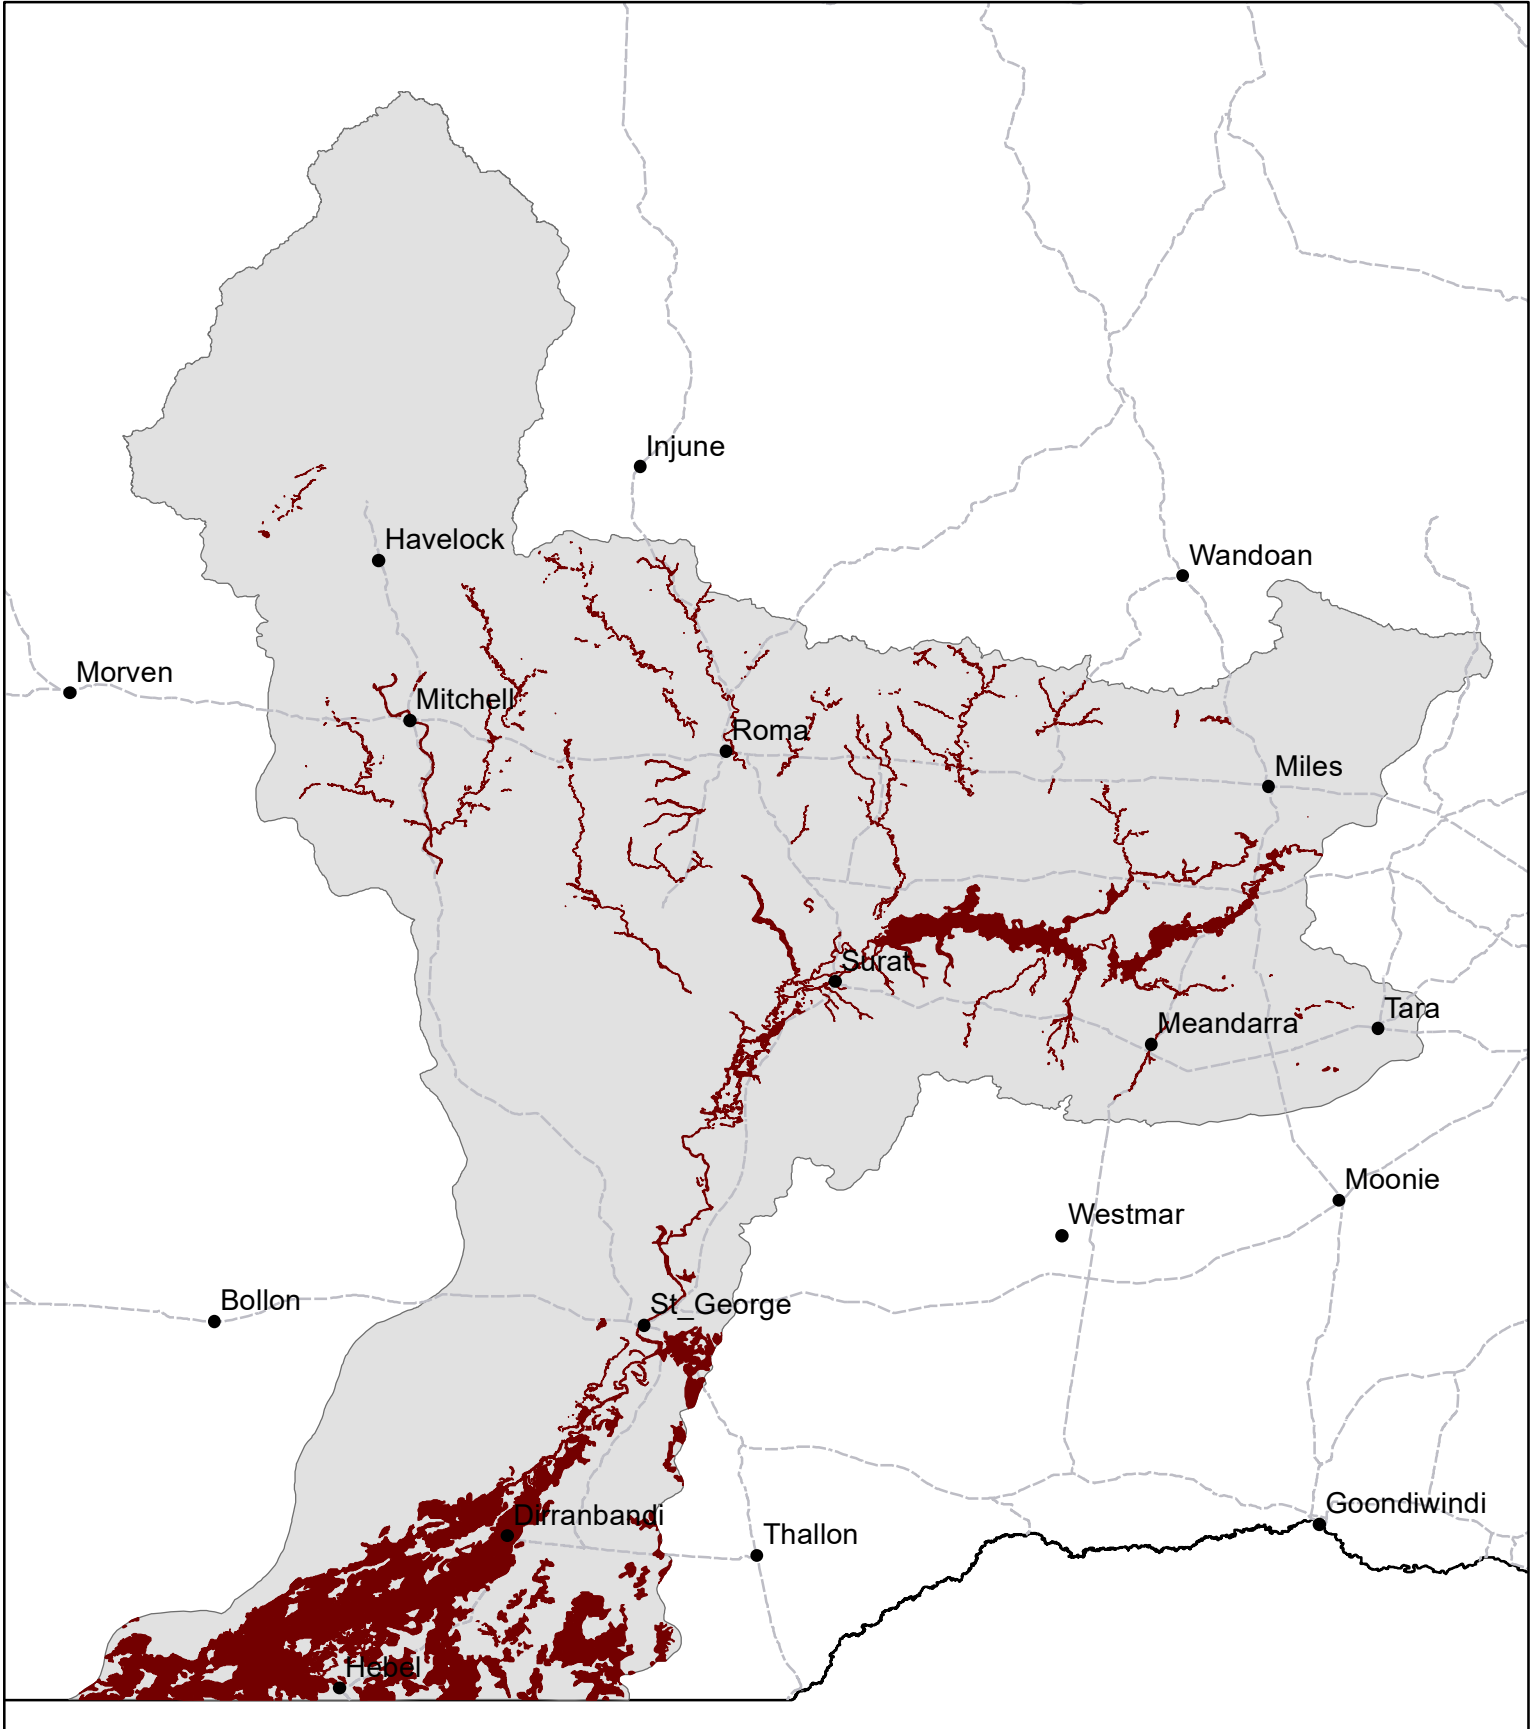 Injune
Havelock
Wandoan
Morven
Mitchell
Roma
Miles
Surat
Tara
Meandarra
Moonie
Westmar
Bollon
St_George
Goondiwindi
Dirranbandi
Thallon
Hebel